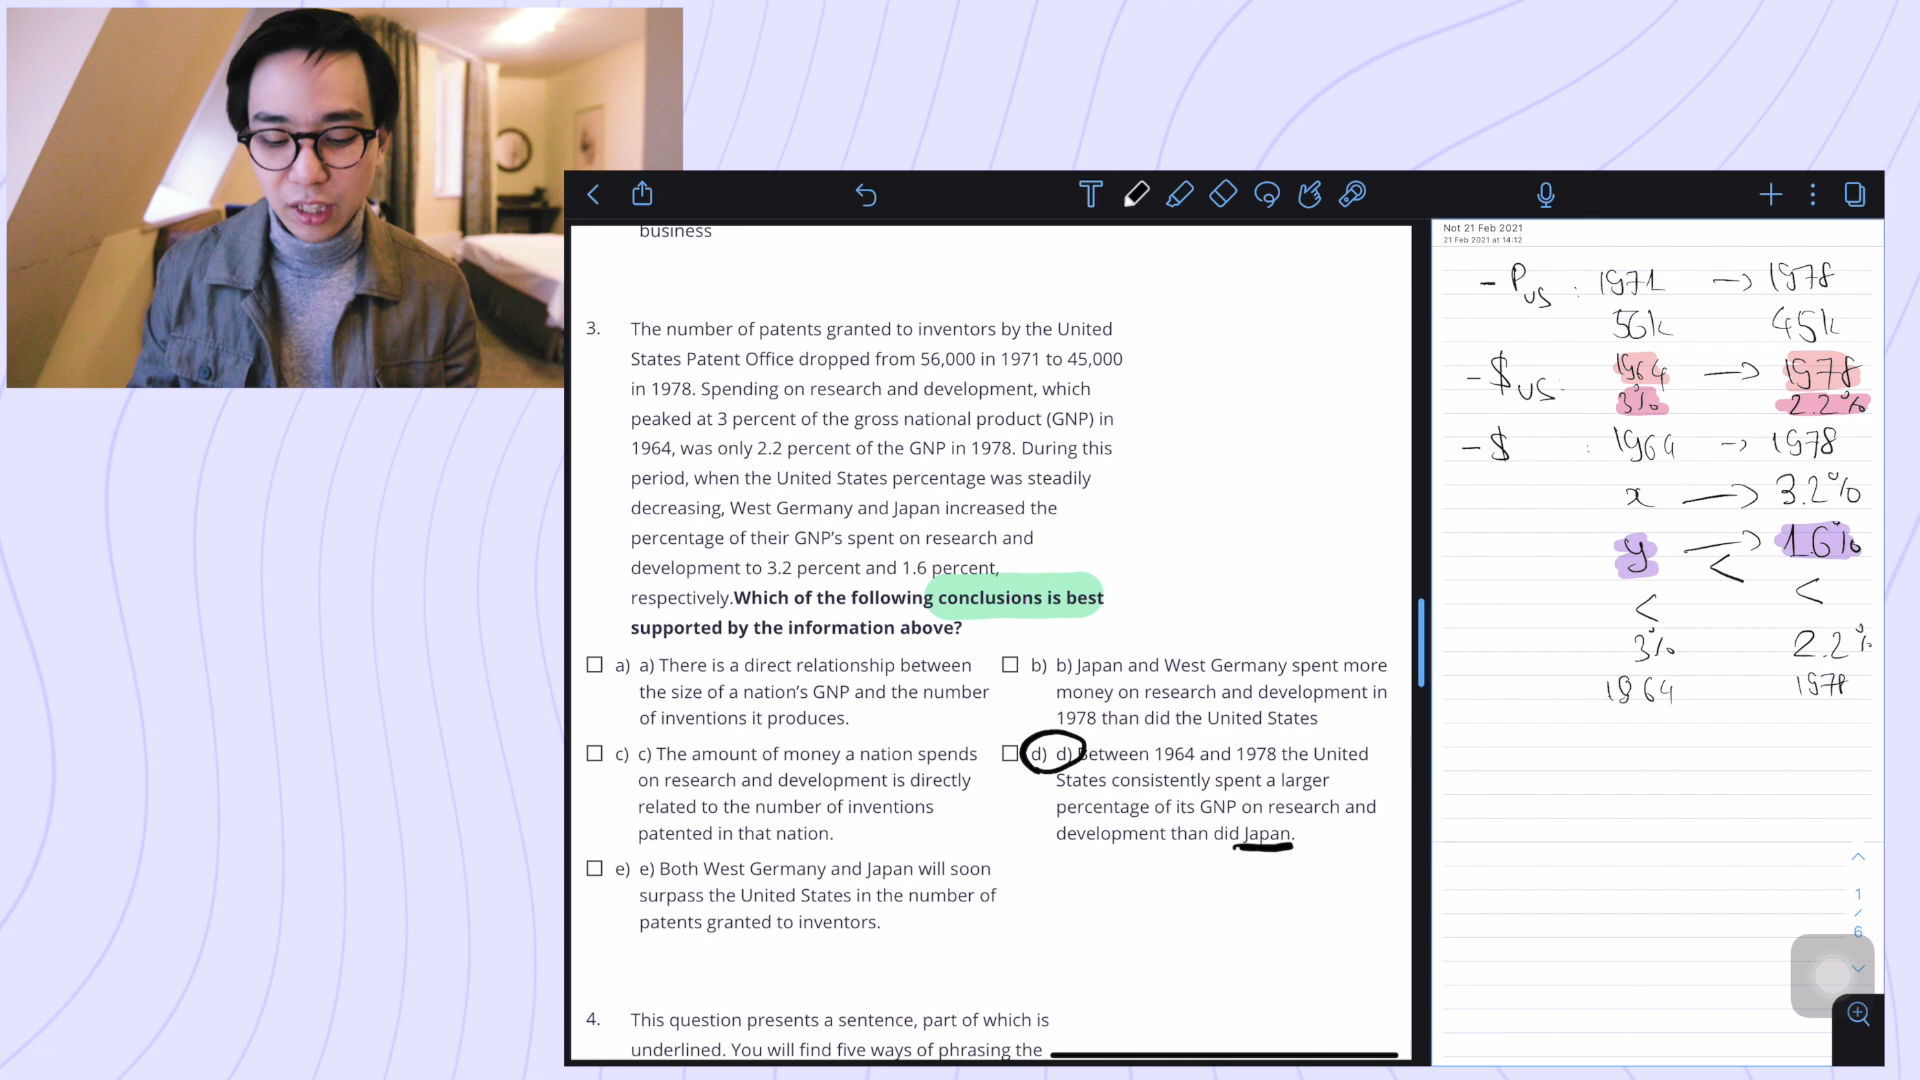 business
3. The number of patents granted to inventors by the United
States Patent Office dropped from 56,000 in 1971 to 45,000
in 1978. Spending on research and development, which
peaked at 3 percent of the gross national product (GNP) in
1964, was only 2.2 percent of the GNP in 1978. During this
period, when the United States percentage was steadily
decreasing, West Germany and Japan increased the
percentage of their GNP’s spent on research and
development to 3.2 percent and 1.6 percent,
respectively.Which of the following conclusions is best
supported by the information above?
a) a) There is a direct relationship between
the size of a nation’s GNP and the number
of inventions it produces.
b) b) Japan and West Germany spent more
money on research and development in
1978 than did the United States
c) c) The amount of money a nation spends
on research and development is directly
related to the number of inventions
patented in that nation.
d) d) Between 1964 and 1978 the United
States consistently spent a larger
percentage of its GNP on research and
development than did Japan.
e) e) Both West Germany and Japan will soon
surpass the United States in the number of
patents granted to inventors.
4. This question presents a sentence, part of which is
underlined. You will find five ways of phrasing the
Not 21 Feb 2021
21 Feb 2021 at 14:12
- P US : 1971 -> 1978
56k 45k
- $ US : 1964 -> 1978
3% 2.2%
- $ : 1964 -> 1978
x -> 3.2%
y -> 1.6%
<
< <
3% 2.2%
1964 1978
1
/
6